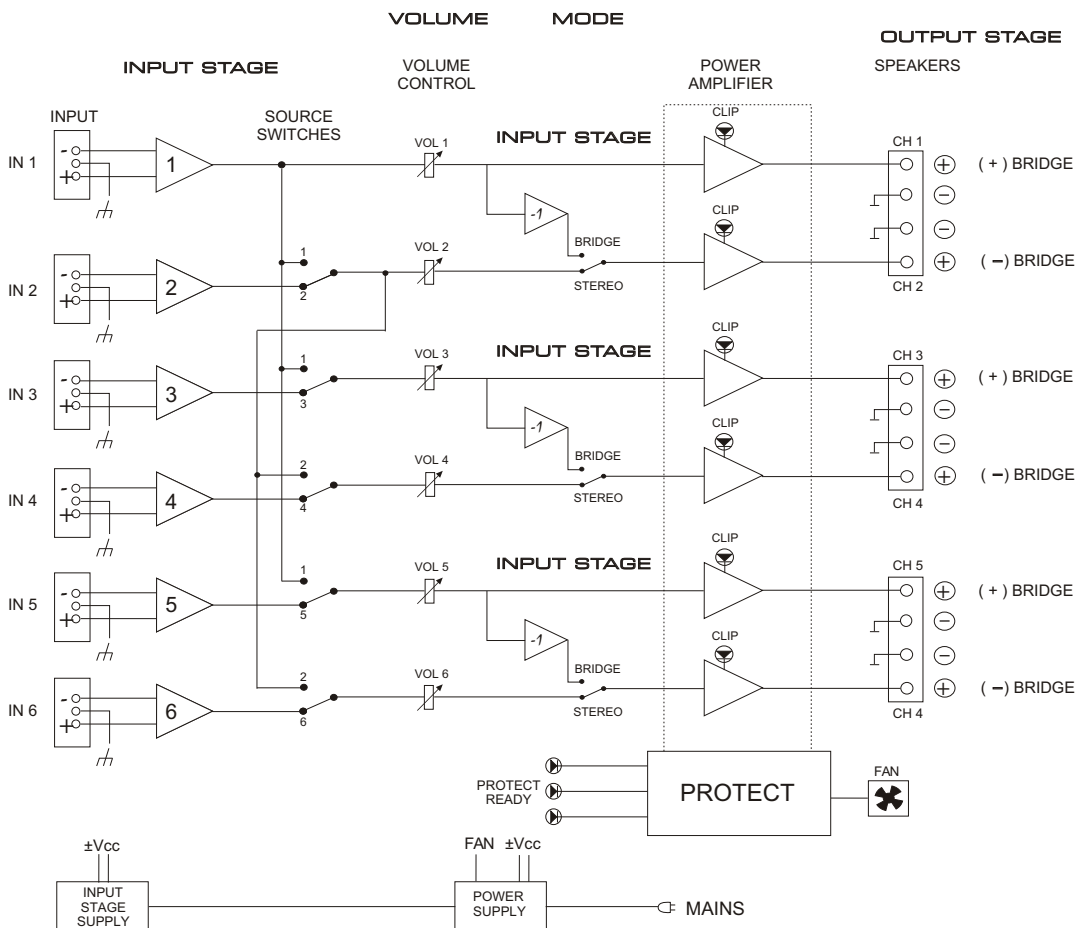 VOLUME MODE
OUTPUT STAGE
INPUT STAGE
VOLUME
CONTROL
POWER
AMPLIFIER
SPEAKERS
INPUT
SOURCE
SWITCHES
CLIP
VOL 1
INPUT STAGE
CH 1
IN 1
-
+
1
( + ) BRIDGE
-1
CLIP
BRIDGE
VOL 2
1
IN 2
-
+
2
2
STEREO
( − ) BRIDGE
CH 2
CLIP
VOL 3
INPUT STAGE
CH 3
1
IN 3
-
+
3
3
( + ) BRIDGE
-1
CLIP
BRIDGE
VOL 4
2
IN 4
-
+
4
4
STEREO
( − ) BRIDGE
CH 4
CLIP
VOL 5
INPUT STAGE
CH 5
1
IN 5
-
+
5
5
( + ) BRIDGE
-1
CLIP
BRIDGE
VOL 6
2
IN 6
-
+
6
6
STEREO
( − ) BRIDGE
CH 4
PROTECT
READY
PROTECT
FAN
±Vcc
FAN ±Vcc
INPUT
STAGE
SUPPLY
POWER
SUPPLY
MAINS